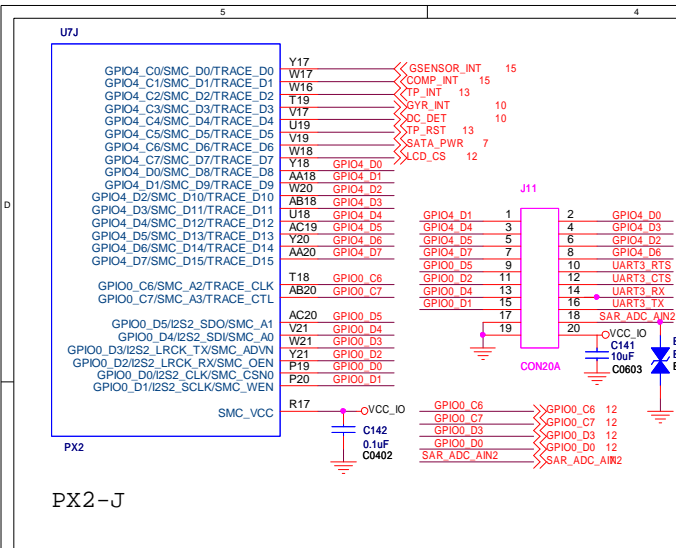 5
4
D
U7J
GPIO4_C0/SMC_D0/TRACE_D0 Y17 GSENSOR_INT 15
GPIO4_C1/SMC_D1/TRACE_D1 W17 COMP_INT 15
GPIO4_C2/SMC_D2/TRACE_D2 W16 TP_INT 13
GPIO4_C3/SMC_D3/TRACE_D3 T19 GYR_INT 10
GPIO4_C4/SMC_D4/TRACE_D4 V17 DC_DET 10
GPIO4_C5/SMC_D5/TRACE_D5 U19 TP_RST 13
GPIO4_C6/SMC_D6/TRACE_D6 V19 SATA_PWR 7
GPIO4_C7/SMC_D7/TRACE_D7 W18 LCD_CS 12
GPIO4_D0/SMC_D8/TRACE_D8 Y18 GPIO4_D0
GPIO4_D1/SMC_D9/TRACE_D9 AA18 GPIO4_D1
GPIO4_D2/SMC_D10/TRACE_D10 W20 GPIO4_D2
GPIO4_D3/SMC_D11/TRACE_D11 AB18 GPIO4_D3
GPIO4_D4/SMC_D12/TRACE_D12 U18 GPIO4_D4
GPIO4_D5/SMC_D13/TRACE_D13 AC19 GPIO4_D5
GPIO4_D6/SMC_D14/TRACE_D14 Y20 GPIO4_D6
GPIO4_D7/SMC_D15/TRACE_D15 AA20 GPIO4_D7
GPIO0_C6/SMC_A2/TRACE_CLK T18 GPIO0_C6
GPIO0_C7/SMC_A3/TRACE_CTL AB20 GPIO0_C7
GPIO0_D5/I2S2_SDO/SMC_A1 AC20 GPIO0_D5
GPIO0_D4/I2S2_SDI/SMC_A0 V21 GPIO0_D4
GPIO0_D3/I2S2_LRCK_TX/SMC_ADVN W21 GPIO0_D3
GPIO0_D2/I2S2_LRCK_RX/SMC_OEN Y21 GPIO0_D2
GPIO0_D0/I2S2_CLK/SMC_CSN0 P19 GPIO0_D0
GPIO0_D1/I2S2_SCLK/SMC_WEN P20 GPIO0_D1
SMC_VCC R17 VCC_IO
C142
0.1uF
C0402
PX2
J11
GPIO4_D1 1 2 GPIO4_D0
GPIO4_D4 3 4 GPIO4_D3
GPIO4_D5 5 6 GPIO4_D2
GPIO4_D7 7 8 GPIO4_D6
GPIO0_D5 9 10 UART3_RTS
GPIO0_D2 11 12 UART3_CTS
GPIO0_D4 13 14 UART3_RX
GPIO0_D1 15 16 UART3_TX
17 18 SAR_ADC_AIN2
19 20 VCC_IO
CON20A
C141
10uF
C0603
GPIO0_C6 GPIO0_C6 12
GPIO0_C7 GPIO0_C7 12
GPIO0_D3 GPIO0_D3 12
GPIO0_D0 GPIO0_D0 12
SAR_ADC_AIN2 SAR_ADC_AIN2
PX2-J